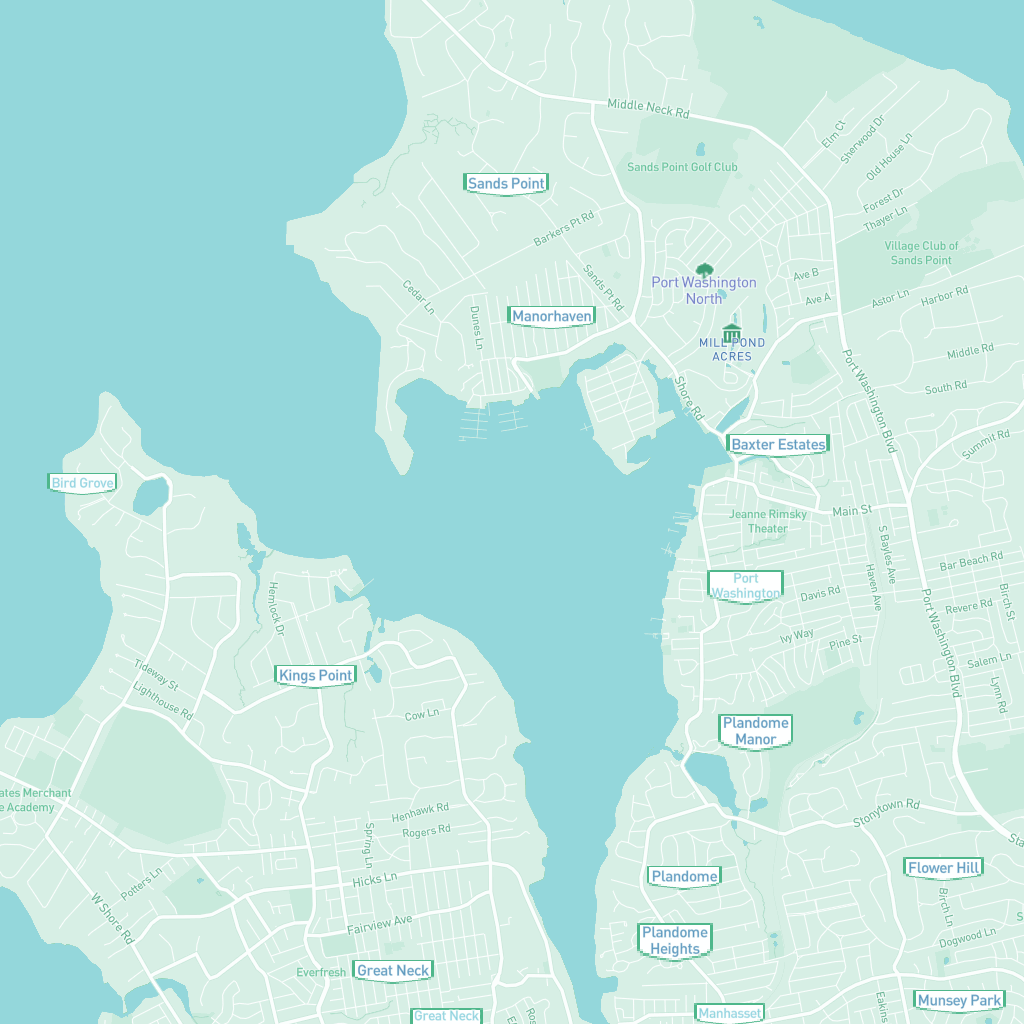 Middle Neck Rd
Elm Ct
Sherwood Dr
Old House Ln
Sands Point Golf Club
Sands Point
Forest Dr
Thayer Ln
Barkers Pt Rd
Village Club of
Sands Point
Ave B
Sands Pt Rd
Port Washington
North
Cedar Ln
Ave A
Astor Ln
Harbor Rd
Dunes Ln
Manorhaven
MILL POND
ACRES
Middle Rd
Port Washington Blvd
South Rd
Shore Rd
Summit Rd
Baxter Estates
Bird Grove
Main St
Jeanne Rimsky
Theater
S Bayles Ave
Bar Beach Rd
Haven Ave
Port
Washington
Davis Rd
Birch St
Revere Rd
Hemlock Dr
Port Washington Blvd
Ivy Way
Pine St
Salem Ln
Tideway St
Kings Point
Lynn Rd
Lighthouse Rd
Cow Ln
Plandome
Manor
ates Merchant
e Academy
Henhawk Rd
Stonytown Rd
Rogers Rd
Sta
Spring Ln
Hicks Ln
Plandome
Flower Hill
Potters Ln
Birch Ln
W Shore Rd
Fairview Ave
S
Plandome
Heights
Dogwood Ln
Everfresh
Great Neck
Munsey Park
Eakins
Manhasset
Great Neck
Ros
Ea